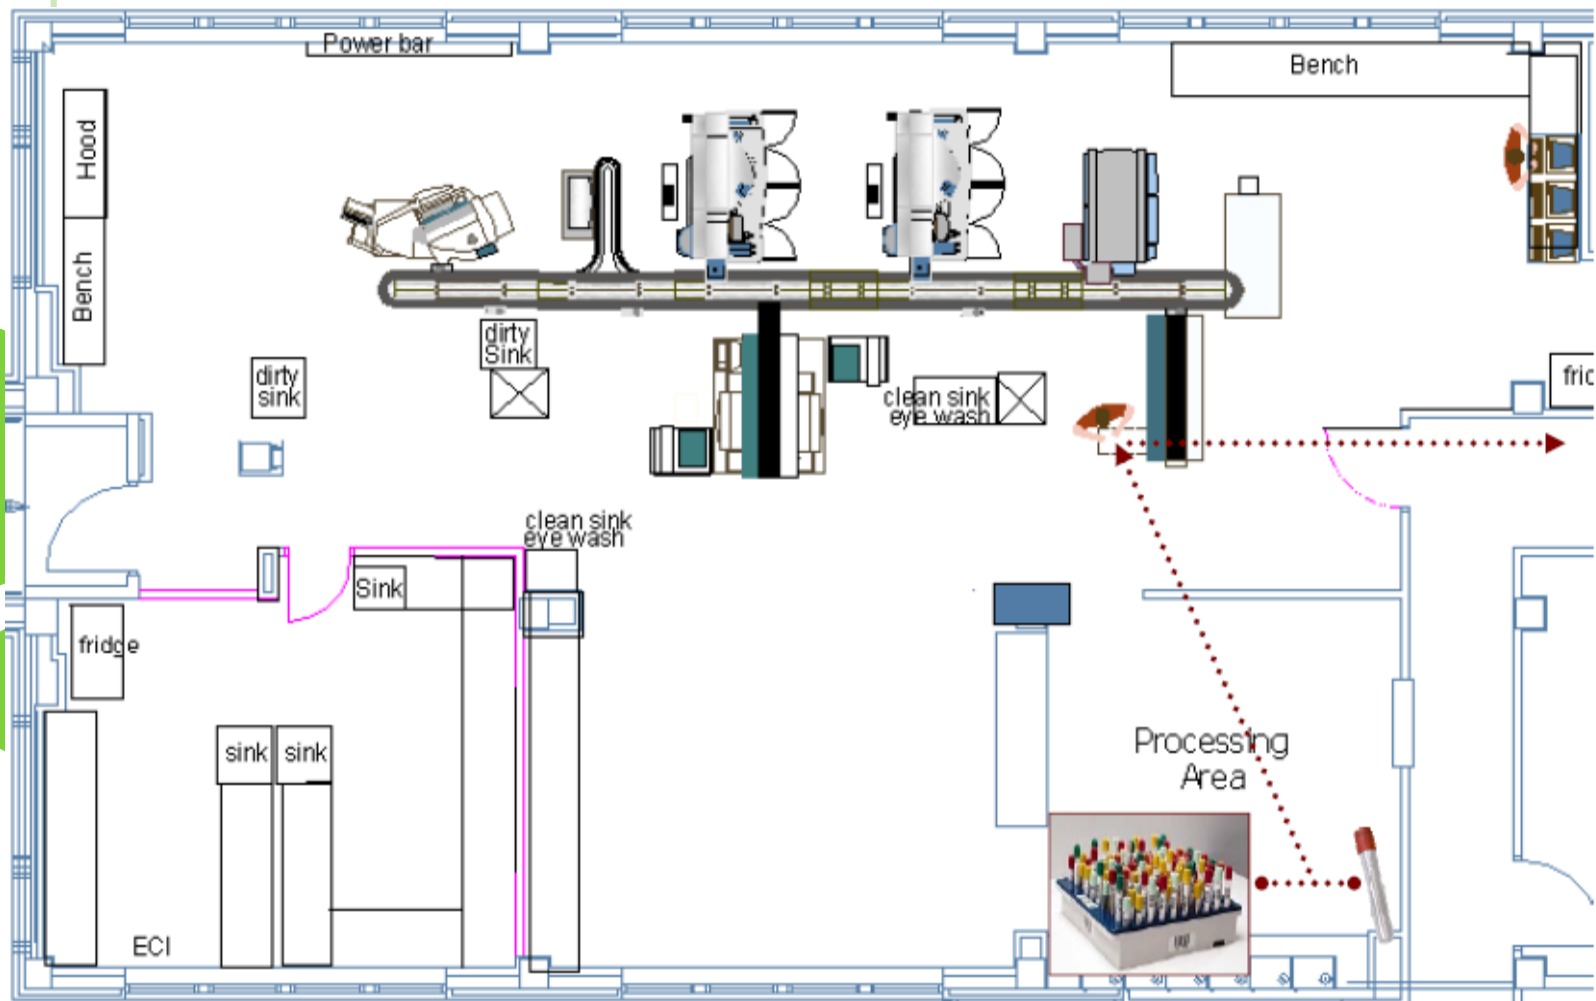 Power bar
Bench
Hood
Bench
dirty
Sink
dirty
sink
clean sink
eye wash
fric
clean sink
eye wash
Sink
fridge
sink
sink
Processing
Area
ECI